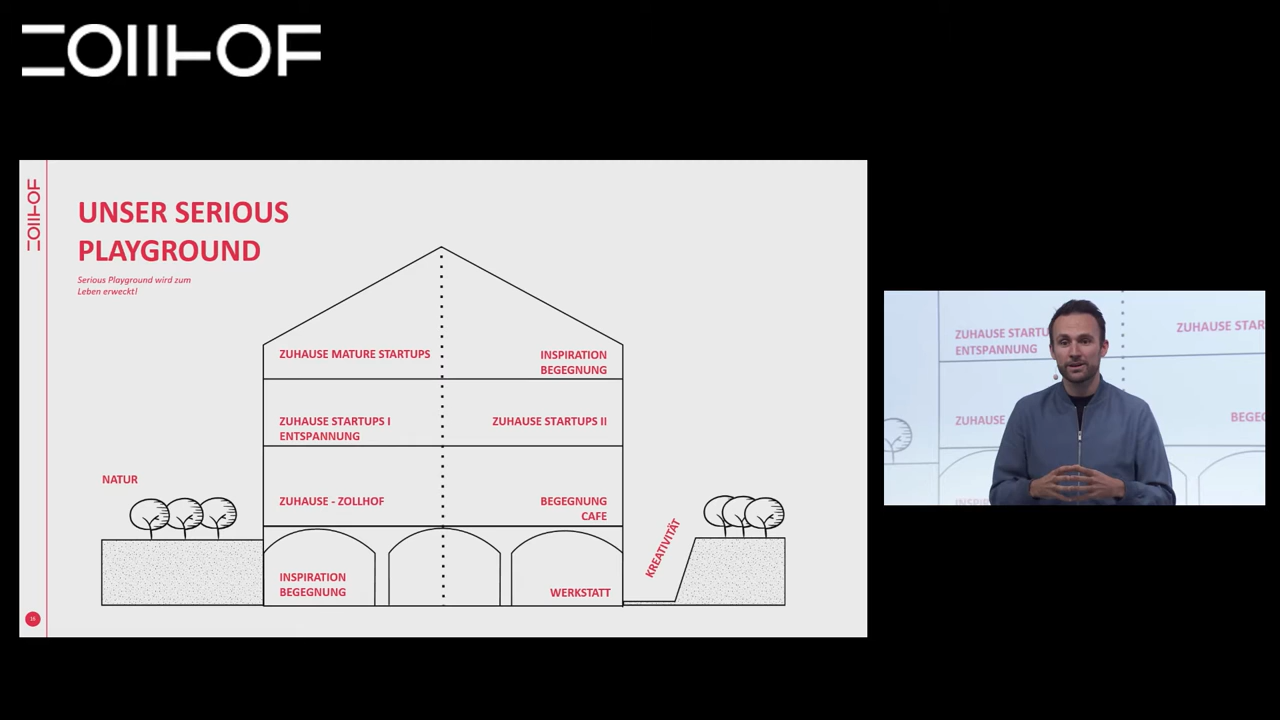 ZOLLHOF
ZOLLHOF
UNSER SERIOUS
PLAYGROUND
Serious Playground wird zum
Leben erweckt!
ZUHAUSE MATURE STARTUPS
INSPIRATION
BEGEGNUNG
ZUHAUSE STARTUPS I
ENTSPANNUNG
ZUHAUSE STARTUPS II
NATUR
ZUHAUSE - ZOLLHOF
BEGEGNUNG
CAFE
KREATIVITÄT
INSPIRATION
BEGEGNUNG
WERKSTATT
16
ZUHAUSE STARTU
ENTSPANNUNG
ZUHAUSE STAR
ZUHAUSE
BEGEG